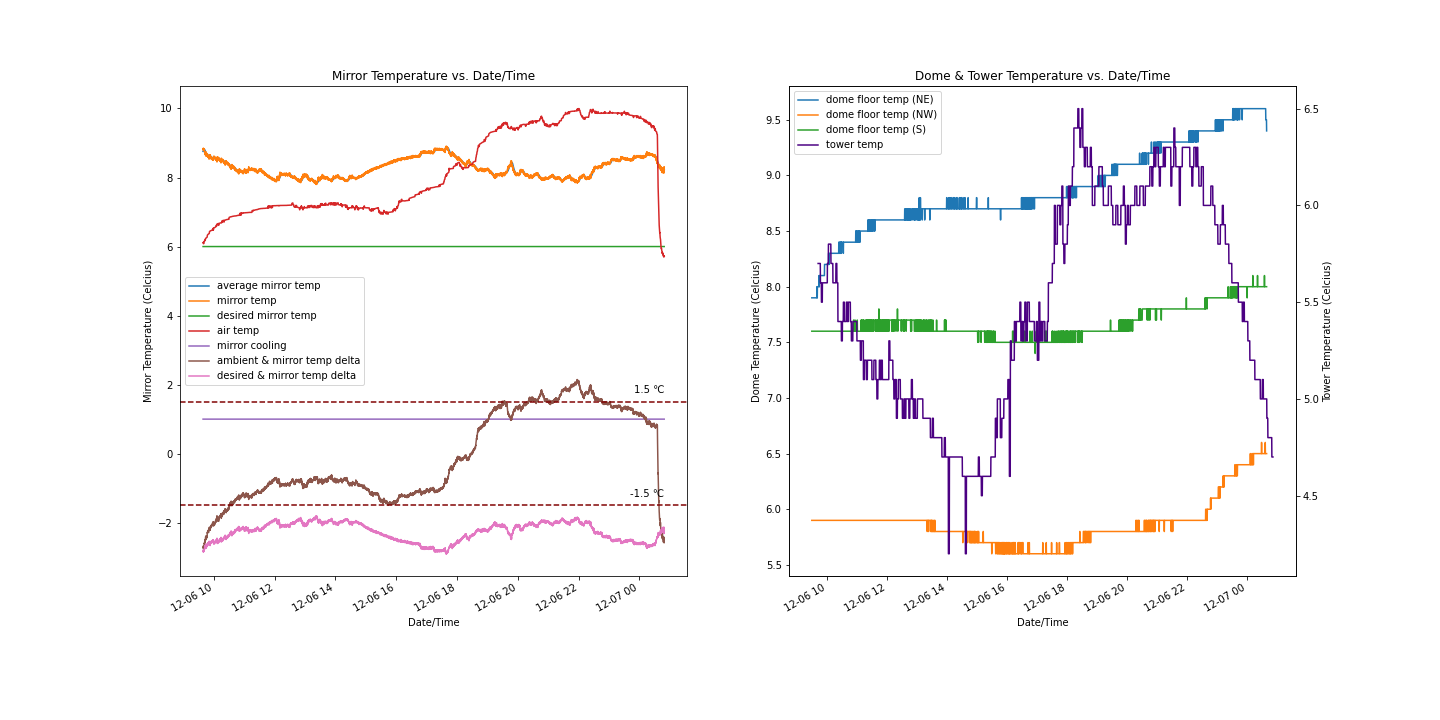 Mirror Temperature vs. Date/Time
Mirror Temperature (Celcius)
10
8
6
4
2
0
−2
average mirror temp
mirror temp
desired mirror temp
air temp
mirror cooling
ambient & mirror temp delta
desired & mirror temp delta
1.5 °C
-1.5 °C
12-06 10
12-06 12
12-06 14
12-06 16
12-06 18
12-06 20
12-06 22
12-07 00
Date/Time
Dome & Tower Temperature vs. Date/Time
Dome Temperature (Celcius)
9.5
9.0
8.5
8.0
7.5
7.0
6.5
6.0
5.5
dome floor temp (NE)
dome floor temp (NW)
dome floor temp (S)
tower temp
6.5
6.0
5.5
5.0
4.5
Tower Temperature (Celcius)
12-06 10
12-06 12
12-06 14
12-06 16
12-06 18
12-06 20
12-06 22
12-07 00
Date/Time